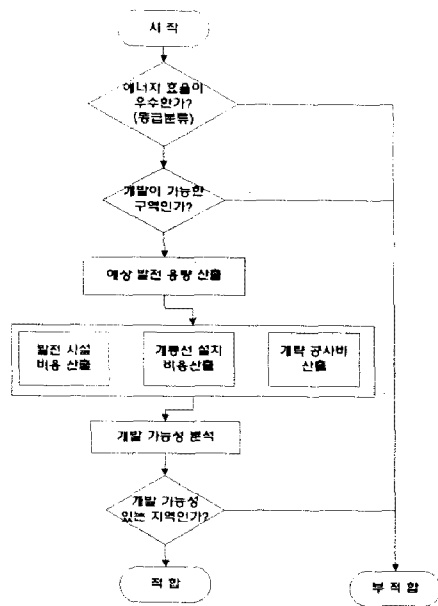 시 작
에너지 효율이
우수한가?
(등급분류)
개발이 가능한
구역인가?
예상 발전 용량 산출
발전 시설
비용 산출
계통선 설치
비용산출
개략 공사비
산출
개발 가능성 분석
개발 가능성
있는 지역인가?
적 합
부 적 합